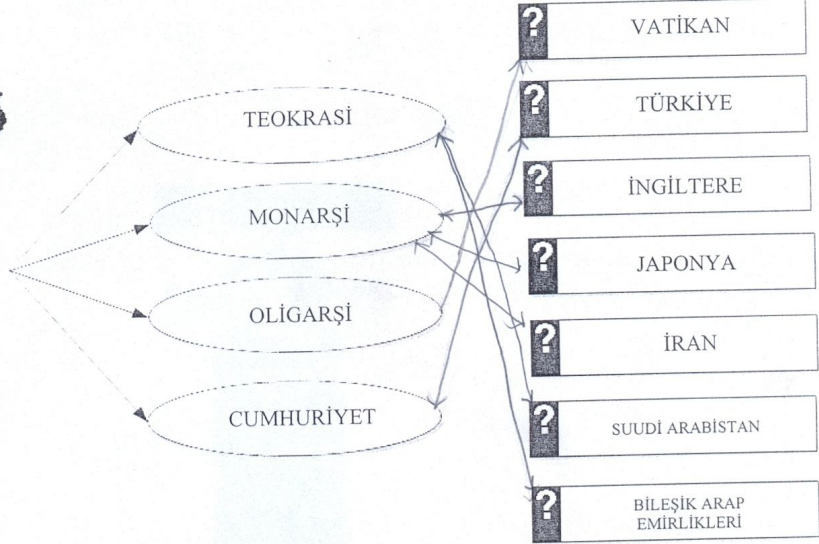 TEOKRASİ
MONARŞİ
OLİGARŞİ
CUMHURİYET
? VATİKAN
? TÜRKİYE
? İNGİLTERE
? JAPONYA
? İRAN
? SUUDİ ARABİSTAN
? BİLEŞİK ARAP
EMİRLİKLERİ